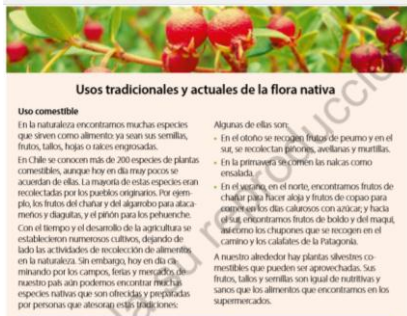 Usos tradicionales y actuales de la flora nativa
Uso comestible
En la naturaleza encontramos muchas especies
que sirven como alimento: ya sean sus semillas,
frutos, tallos, hojas o raíces engrosadas.
En Chile se conocen más de 200 especies de plantas
comestibles, aunque hoy en día muy pocos se
acuerdan de ellas. La mayoría de estas especies eran
recolectadas por los pueblos originarios. Por ejem-
plo, los frutos del chañar y del algarrobo para ataca-
meños y diaguitas, y el piñón para los pehuenche.
Con el tiempo y el desarrollo de la agricultura se
establecieron numerosos cultivos, dejando de
lado las actividades de recolección de alimentos
en la naturaleza. Sin embargo, hoy en día ca-
minando por los campos, ferias y mercados de
nuestro país aún podemos encontrar muchas
especies nativas que son ofrecidas y preparadas
por personas que atesoran estas tradiciones:
Algunas de ellas son:
• En el otoño se recogen frutos de peumo y en el
sur, se recolectan piñones, avellanas y murtillas.
• En la primavera se comen las nalcas como
ensalada.
• En el verano, en el norte, encontramos frutos de
chañar para hacer aloja y frutos de copao para
comer en los días calurosos con azúcar; y hacia
el sur, encontramos frutos de boldo y del maqui,
así como los chupones que se recogen en el
camino y los calafates de la Patagonia.
A nuestro alrededor hay plantas silvestres co-
mestibles que pueden ser aprovechadas. Sus
frutos, tallos y semillas son igual de nutritivas y
sanos que los alimentos que encontramos en los
supermercados.